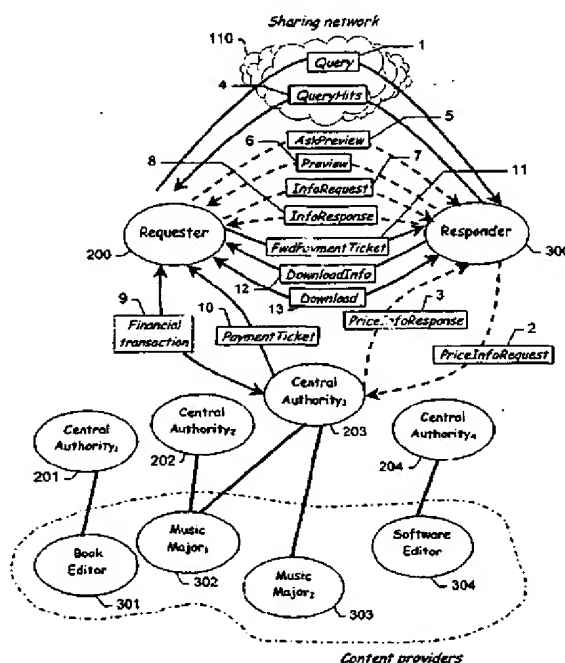 Sharing network
110
1
Query
4
QueryHits
5
AskPreview
6
Preview
7
8
InfoRequest
11
InfoResponse
Requester
Responder
FwdPaymentTicket
200
300
DownloadInfo
12
Download
13
9
10
3
Financial
transaction
PaymentTicket
PriceInfoResponse
2
PriceInfoRequest
Central
Authority₃
203
Central
Authority₁
201
Central
Authority₂
202
Central
Authority₄
204
Book
Editor
301
Music
Major₁
302
Music
Major₂
303
Software
Editor
304
Content providers